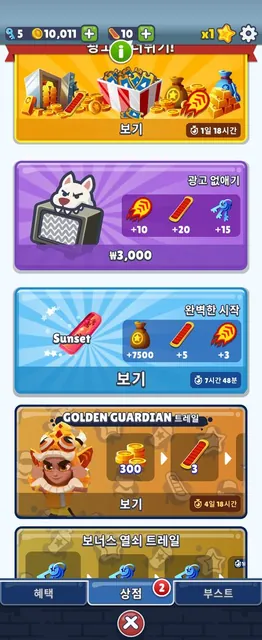 5
10,011
10
x1
보기
1일 18시간
광고 없애기
+10
+20
+15
₩3,000
완벽한 시작
Sunset
+7500
+5
+3
보기
7시간 48분
GOLDEN GUARDIAN 트레일
300
3
보기
4일 18시간
보너스 열쇠 트레일
혜택
상점
2
부스트